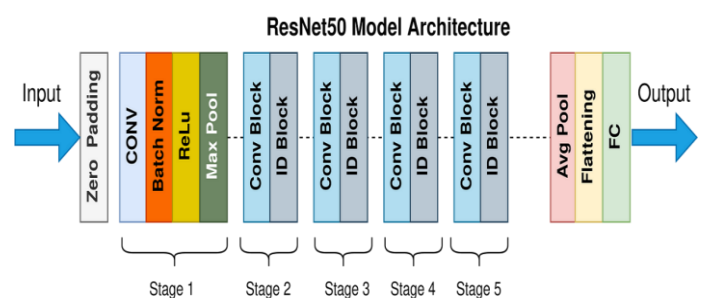 ResNet50 Model Architecture
Input
Zero Padding
CONV
Batch Norm
ReLu
Max Pool
Conv Block
ID Block
Conv Block
ID Block
Conv Block
ID Block
Conv Block
ID Block
Avg Pool
Flattening
FC
Output
Stage 1
Stage 2
Stage 3
Stage 4
Stage 5